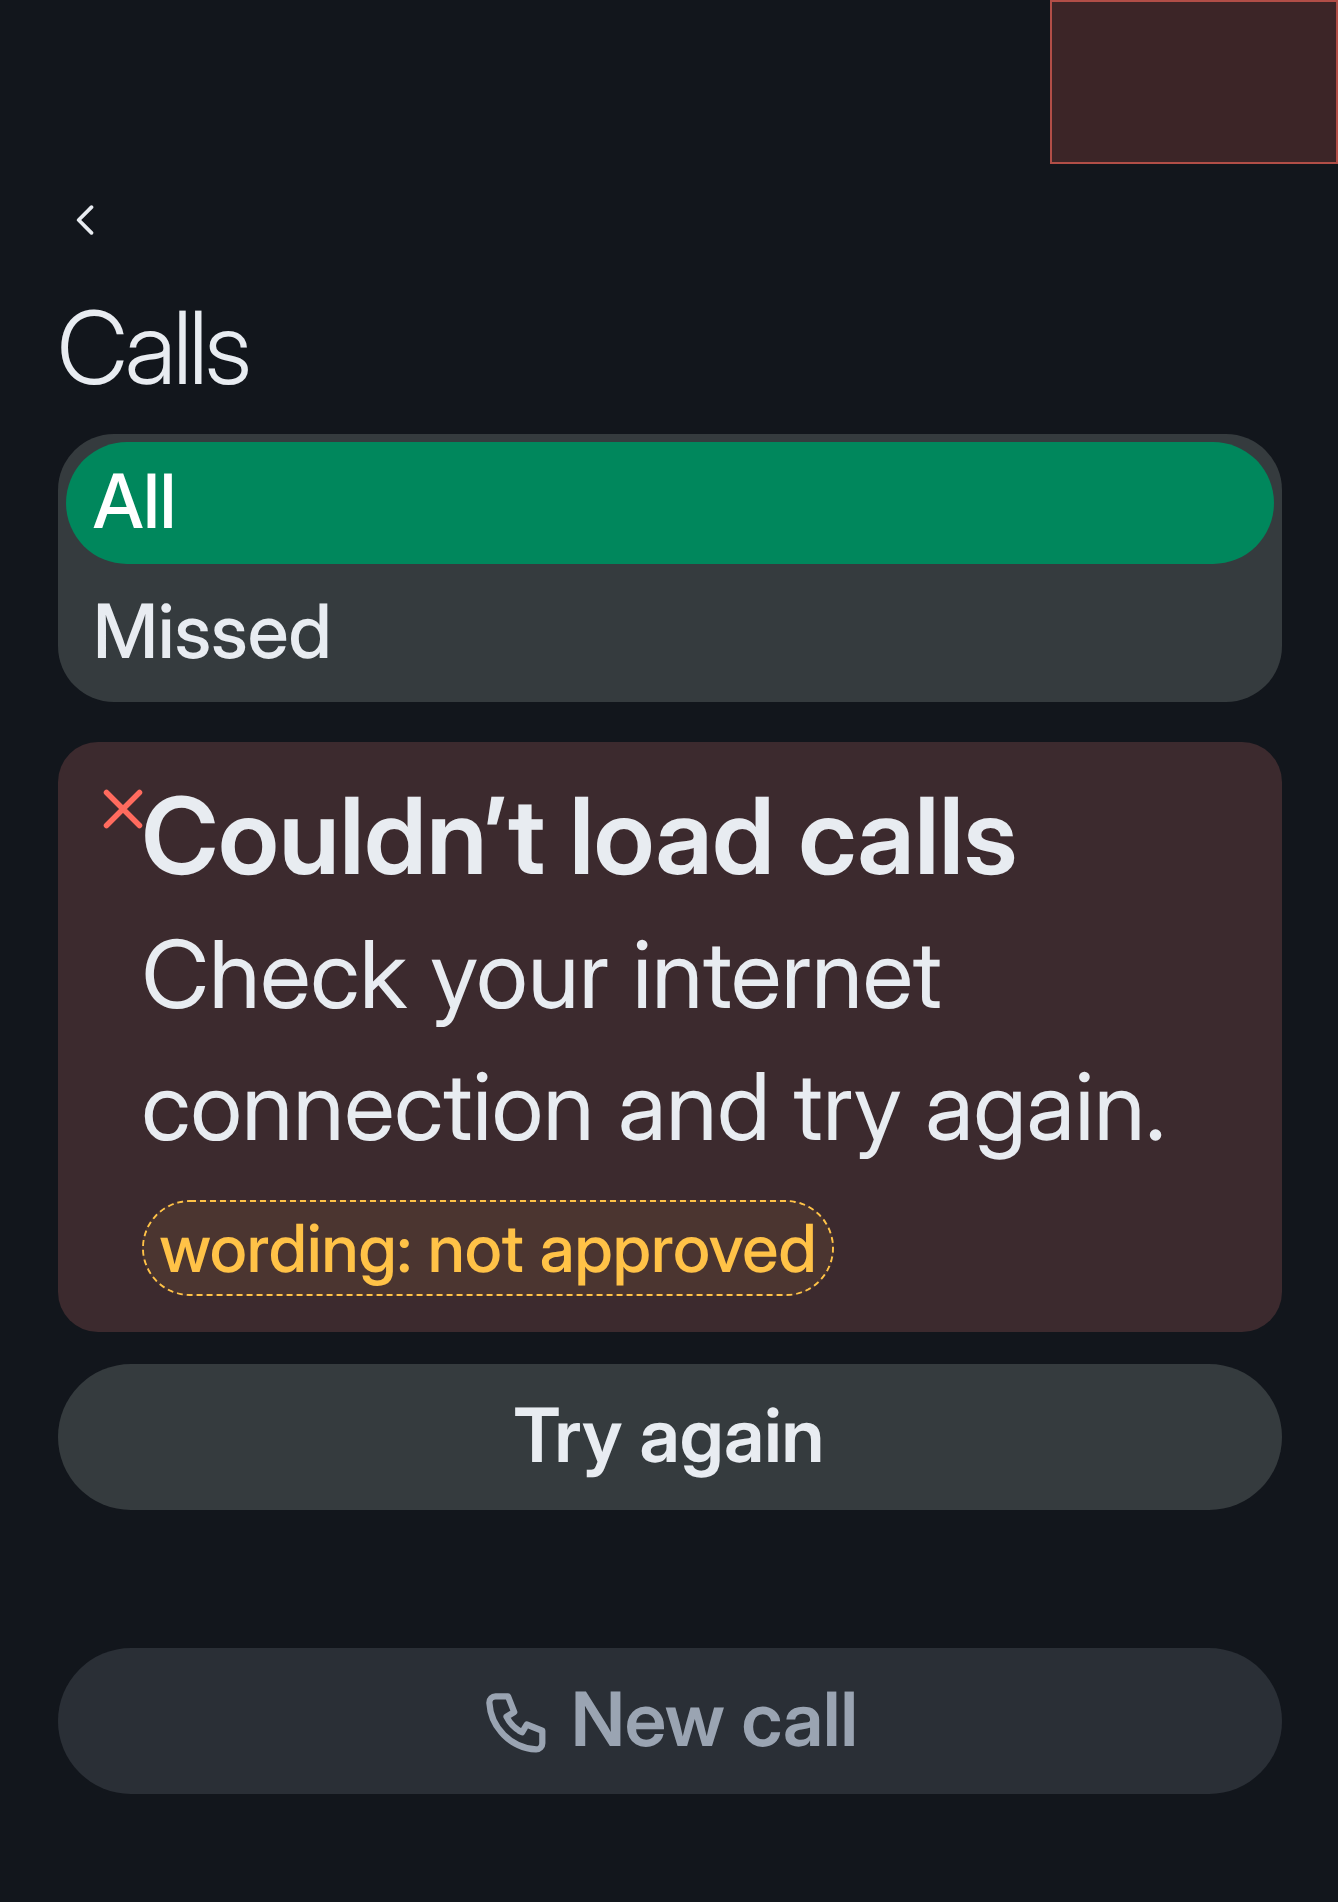 Calls
All
Missed
Couldn’t load calls
Check your internet
connection and try again.
wording: not approved
Try again
New call